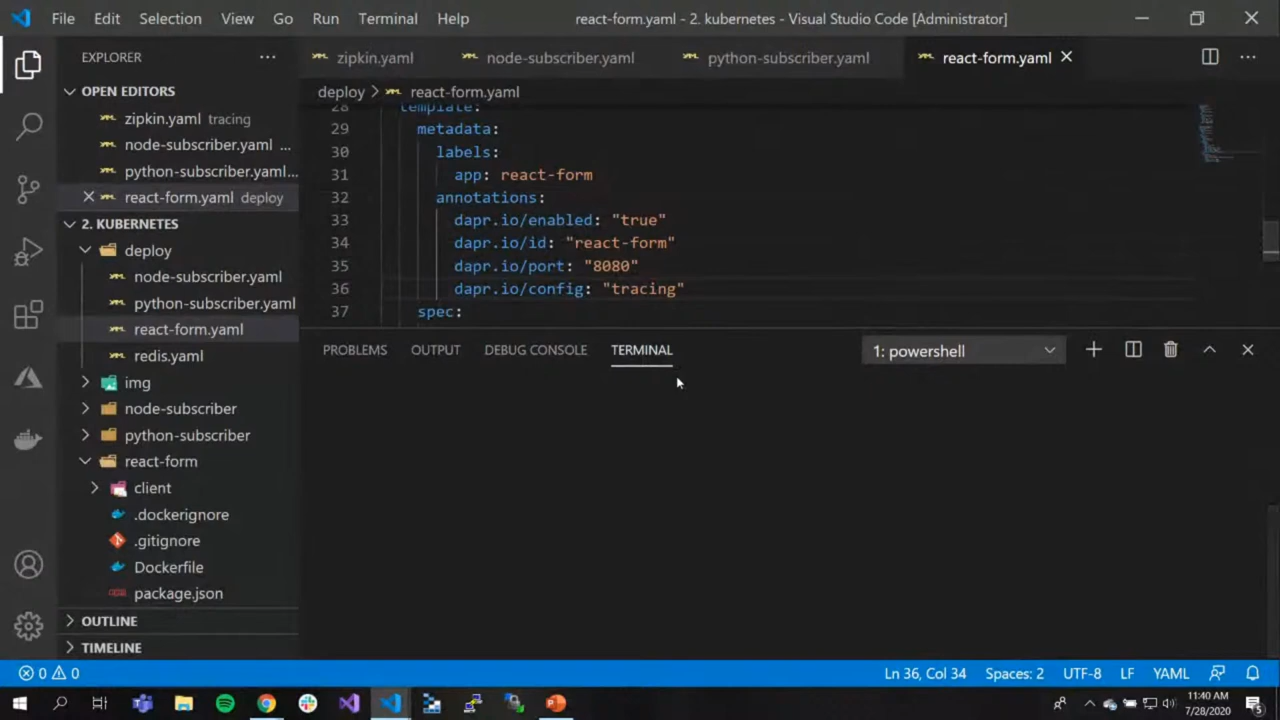 File Edit Selection View Go Run Terminal Help react-form.yaml - 2. kubernetes - Visual Studio Code [Administrator]
EXPLORER
zipkin.yaml node-subscriber.yaml python-subscriber.yaml react-form.yaml
OPEN EDITORS
zipkin.yaml tracing
node-subscriber.yaml ...
python-subscriber.yaml...
react-form.yaml deploy
2. KUBERNETES
deploy
node-subscriber.yaml
python-subscriber.yaml
react-form.yaml
redis.yaml
img
node-subscriber
python-subscriber
react-form
client
.dockerignore
.gitignore
Dockerfile
package.json
OUTLINE
TIMELINE
deploy > react-form.yaml
28 template:
29 metadata:
30 labels:
31 app: react-form
32 annotations:
33 dapr.io/enabled: "true"
34 dapr.io/id: "react-form"
35 dapr.io/port: "8080"
36 dapr.io/config: "tracing"
37 spec:
PROBLEMS OUTPUT DEBUG CONSOLE TERMINAL 1: powershell
0 0 Ln 36, Col 34 Spaces: 2 UTF-8 LF YAML
11:40 AM
7/28/2020
5